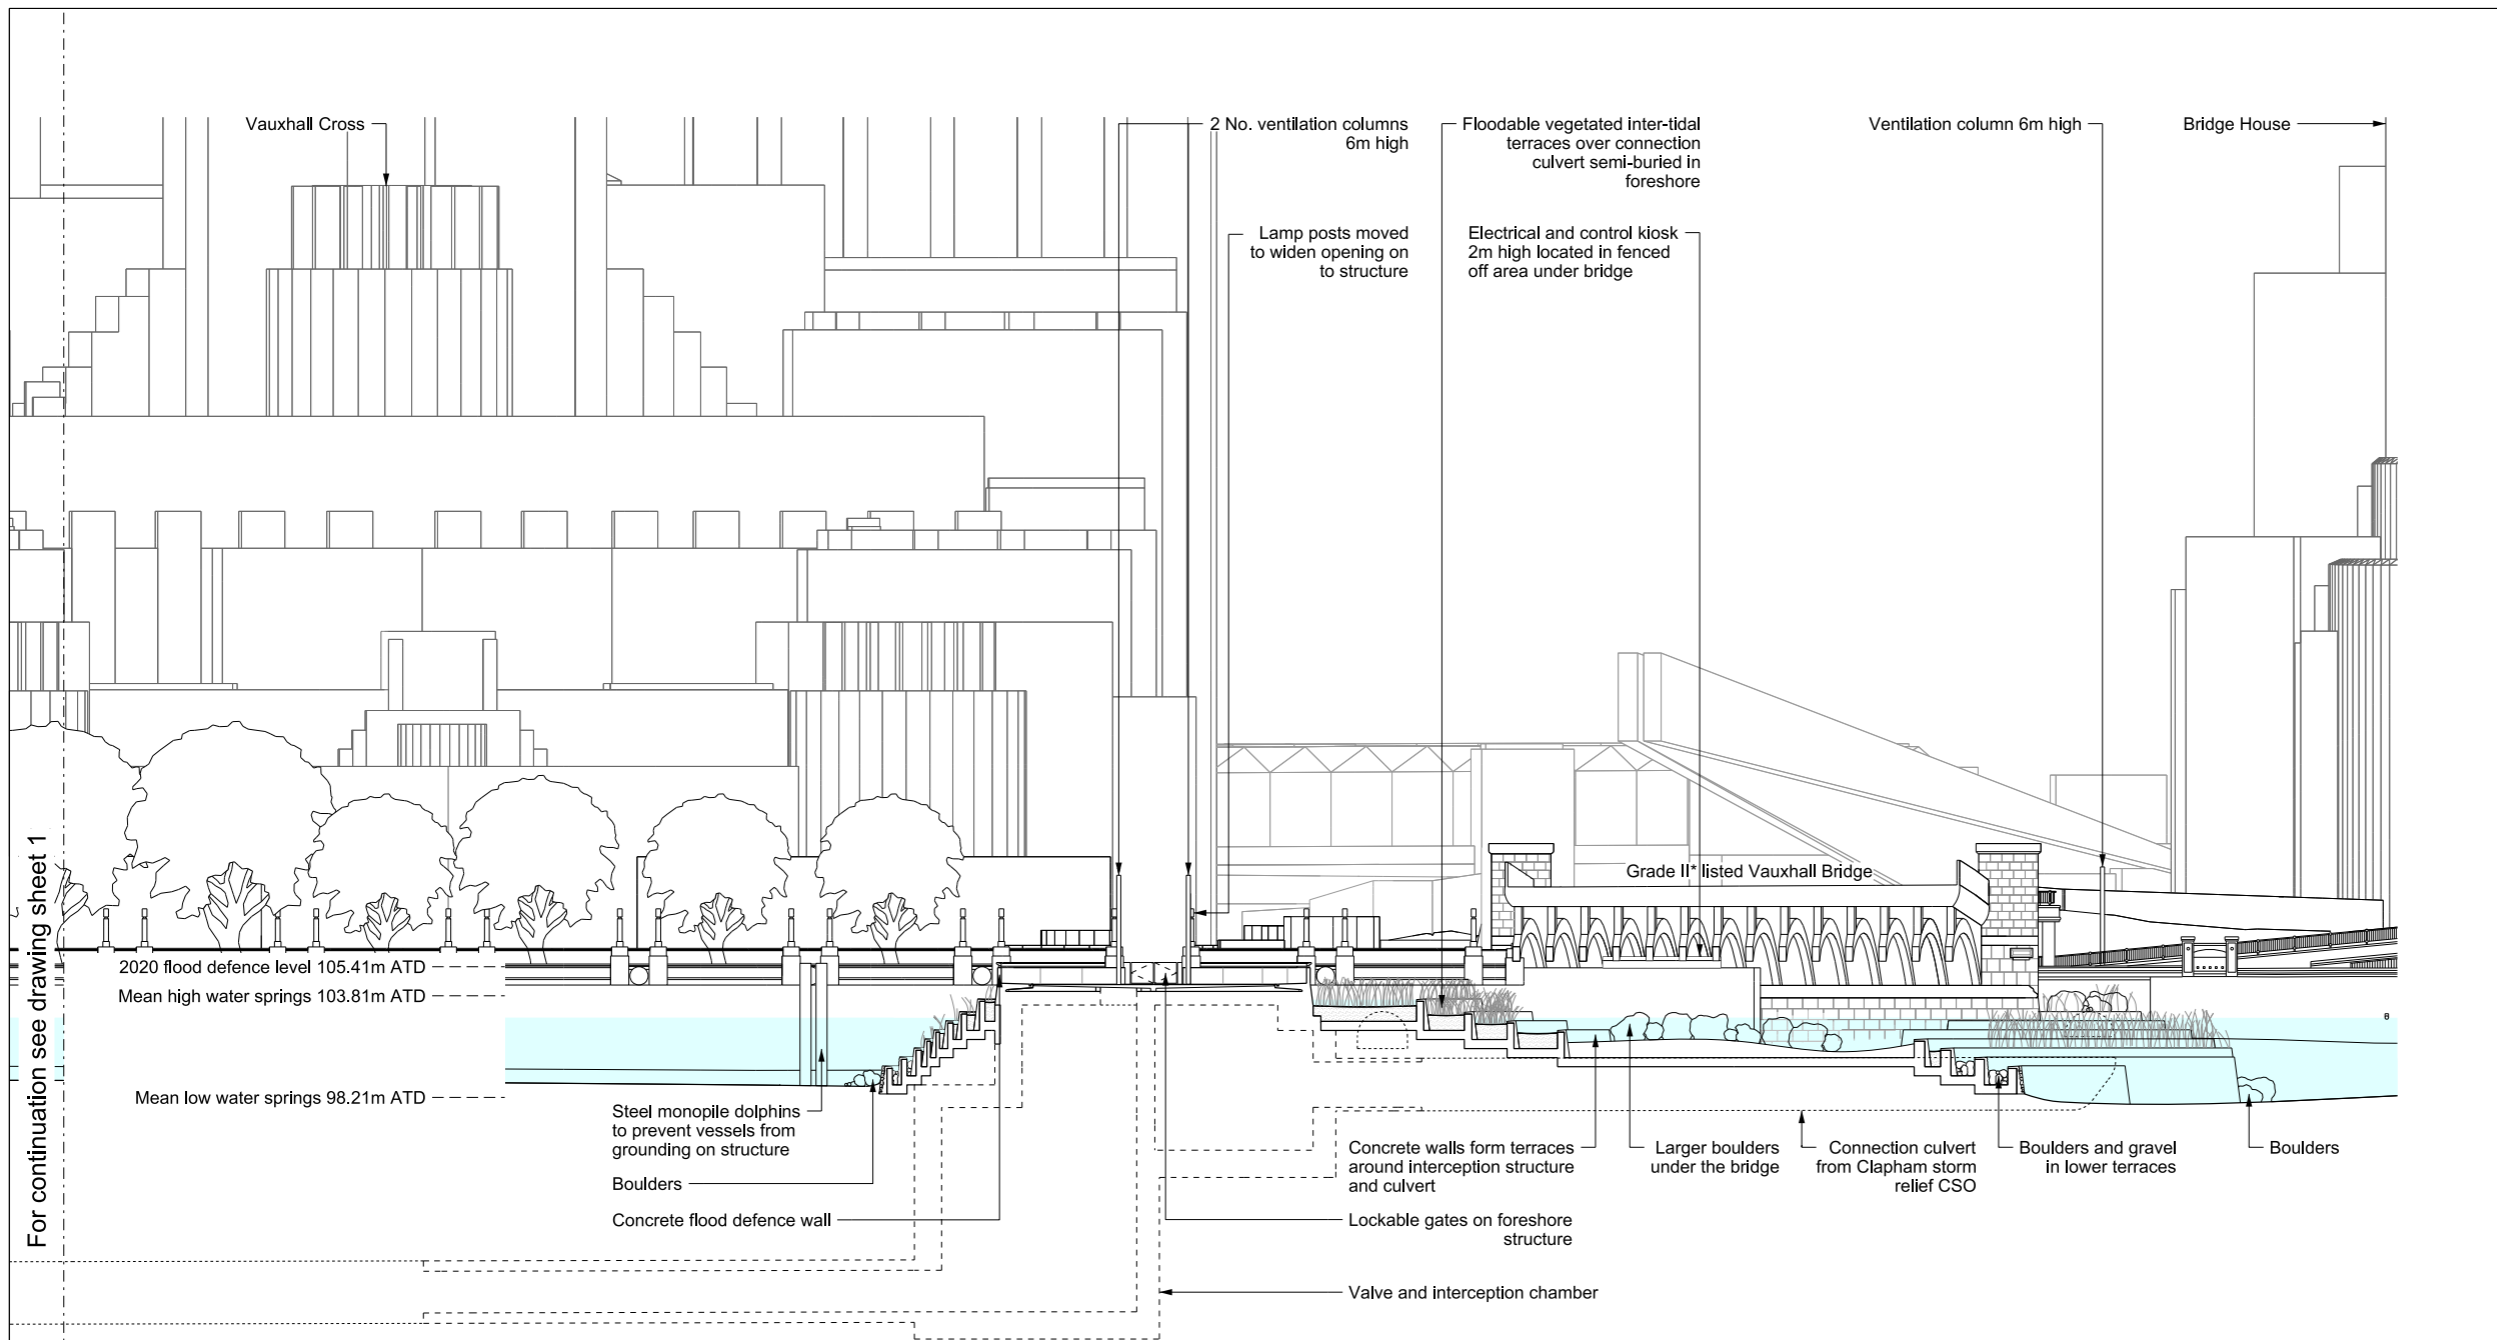 Vauxhall Cross
2 No. ventilation columns
6m high
Floodable vegetated inter-tidal
terraces over connection
culvert semi-buried in
foreshore
Ventilation column 6m high
Bridge House
Lamp posts moved
to widen opening on
to structure
Electrical and control kiosk
2m high located in fenced
off area under bridge
For continuation see drawing sheet 1
Grade II* listed Vauxhall Bridge
2020 flood defence level 105.41m ATD
Mean high water springs 103.81m ATD
Mean low water springs 98.21m ATD
Steel monopile dolphins
to prevent vessels from
grounding on structure
Boulders
Concrete flood defence wall
Concrete walls form terraces
around interception structure
and culvert
Larger boulders
under the bridge
Connection culvert
from Clapham storm
relief CSO
Boulders and gravel
in lower terraces
Boulders
Lockable gates on foreshore
structure
Valve and interception chamber